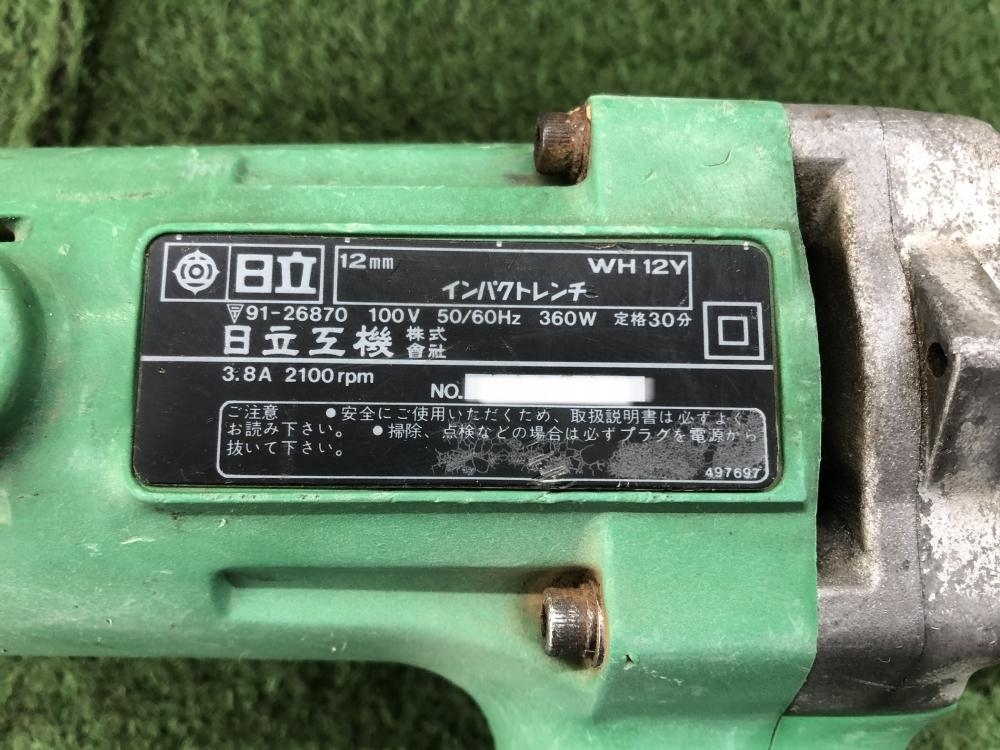 日立
12mm WH 12Y
インパクトレンチ
91-26870 100V 50/60Hz 360W 定格30分
日立工機 株式會社
3.8A 2100rpm
NO.
ご注意 ●安全にご使用いただくため、取扱説明書は必ずよく
お読み下さい。 ●掃除、点検などの場合は必ずプラグを電源から
抜いて下さい。
497697